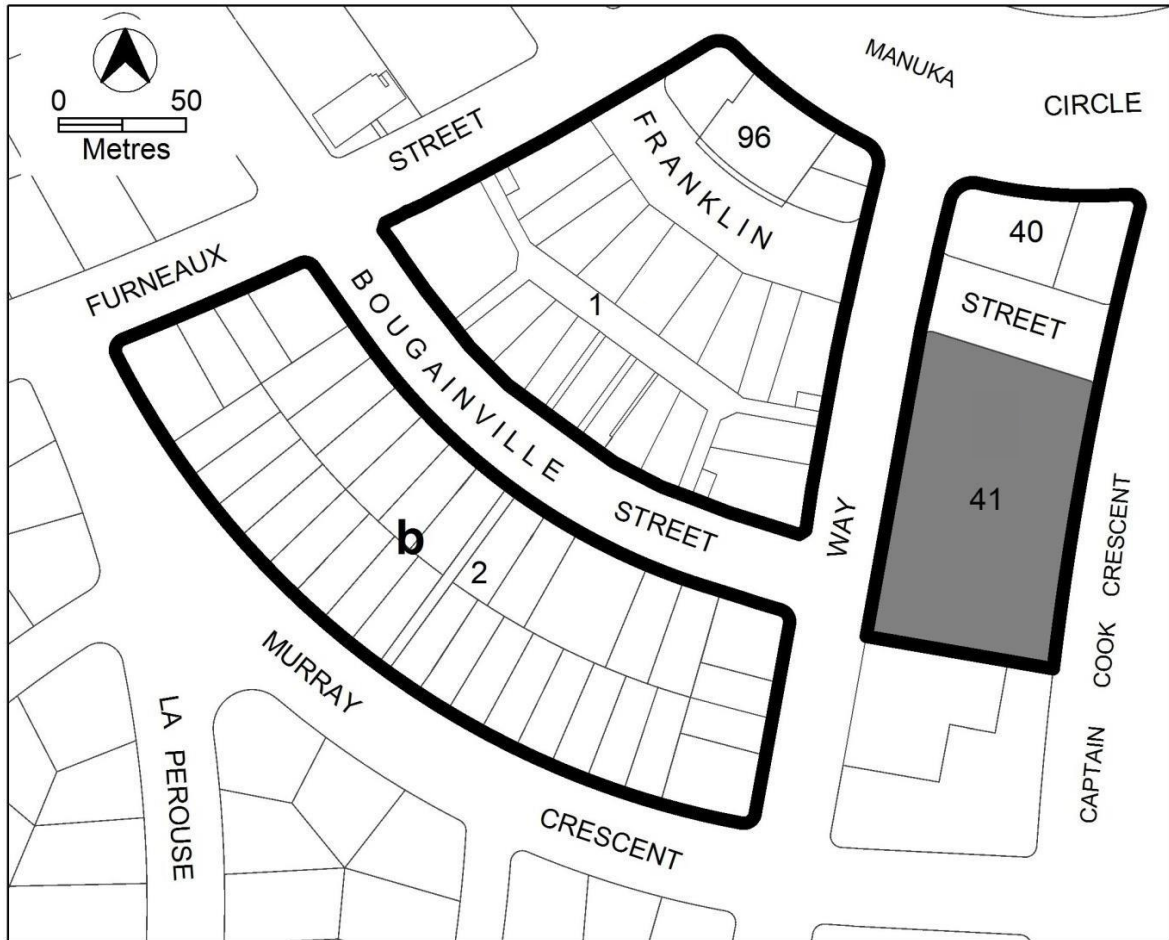 MANUKA
CIRCLE
0 50
Metres
STREET
FRANKLIN
96
40
FURNEAUX
BOUGAINVILLE
1
STREET
41
b
STREET
WAY
2
CAPTAIN COOK CRESCENT
MURRAY
LA PEROUSE
CRESCENT